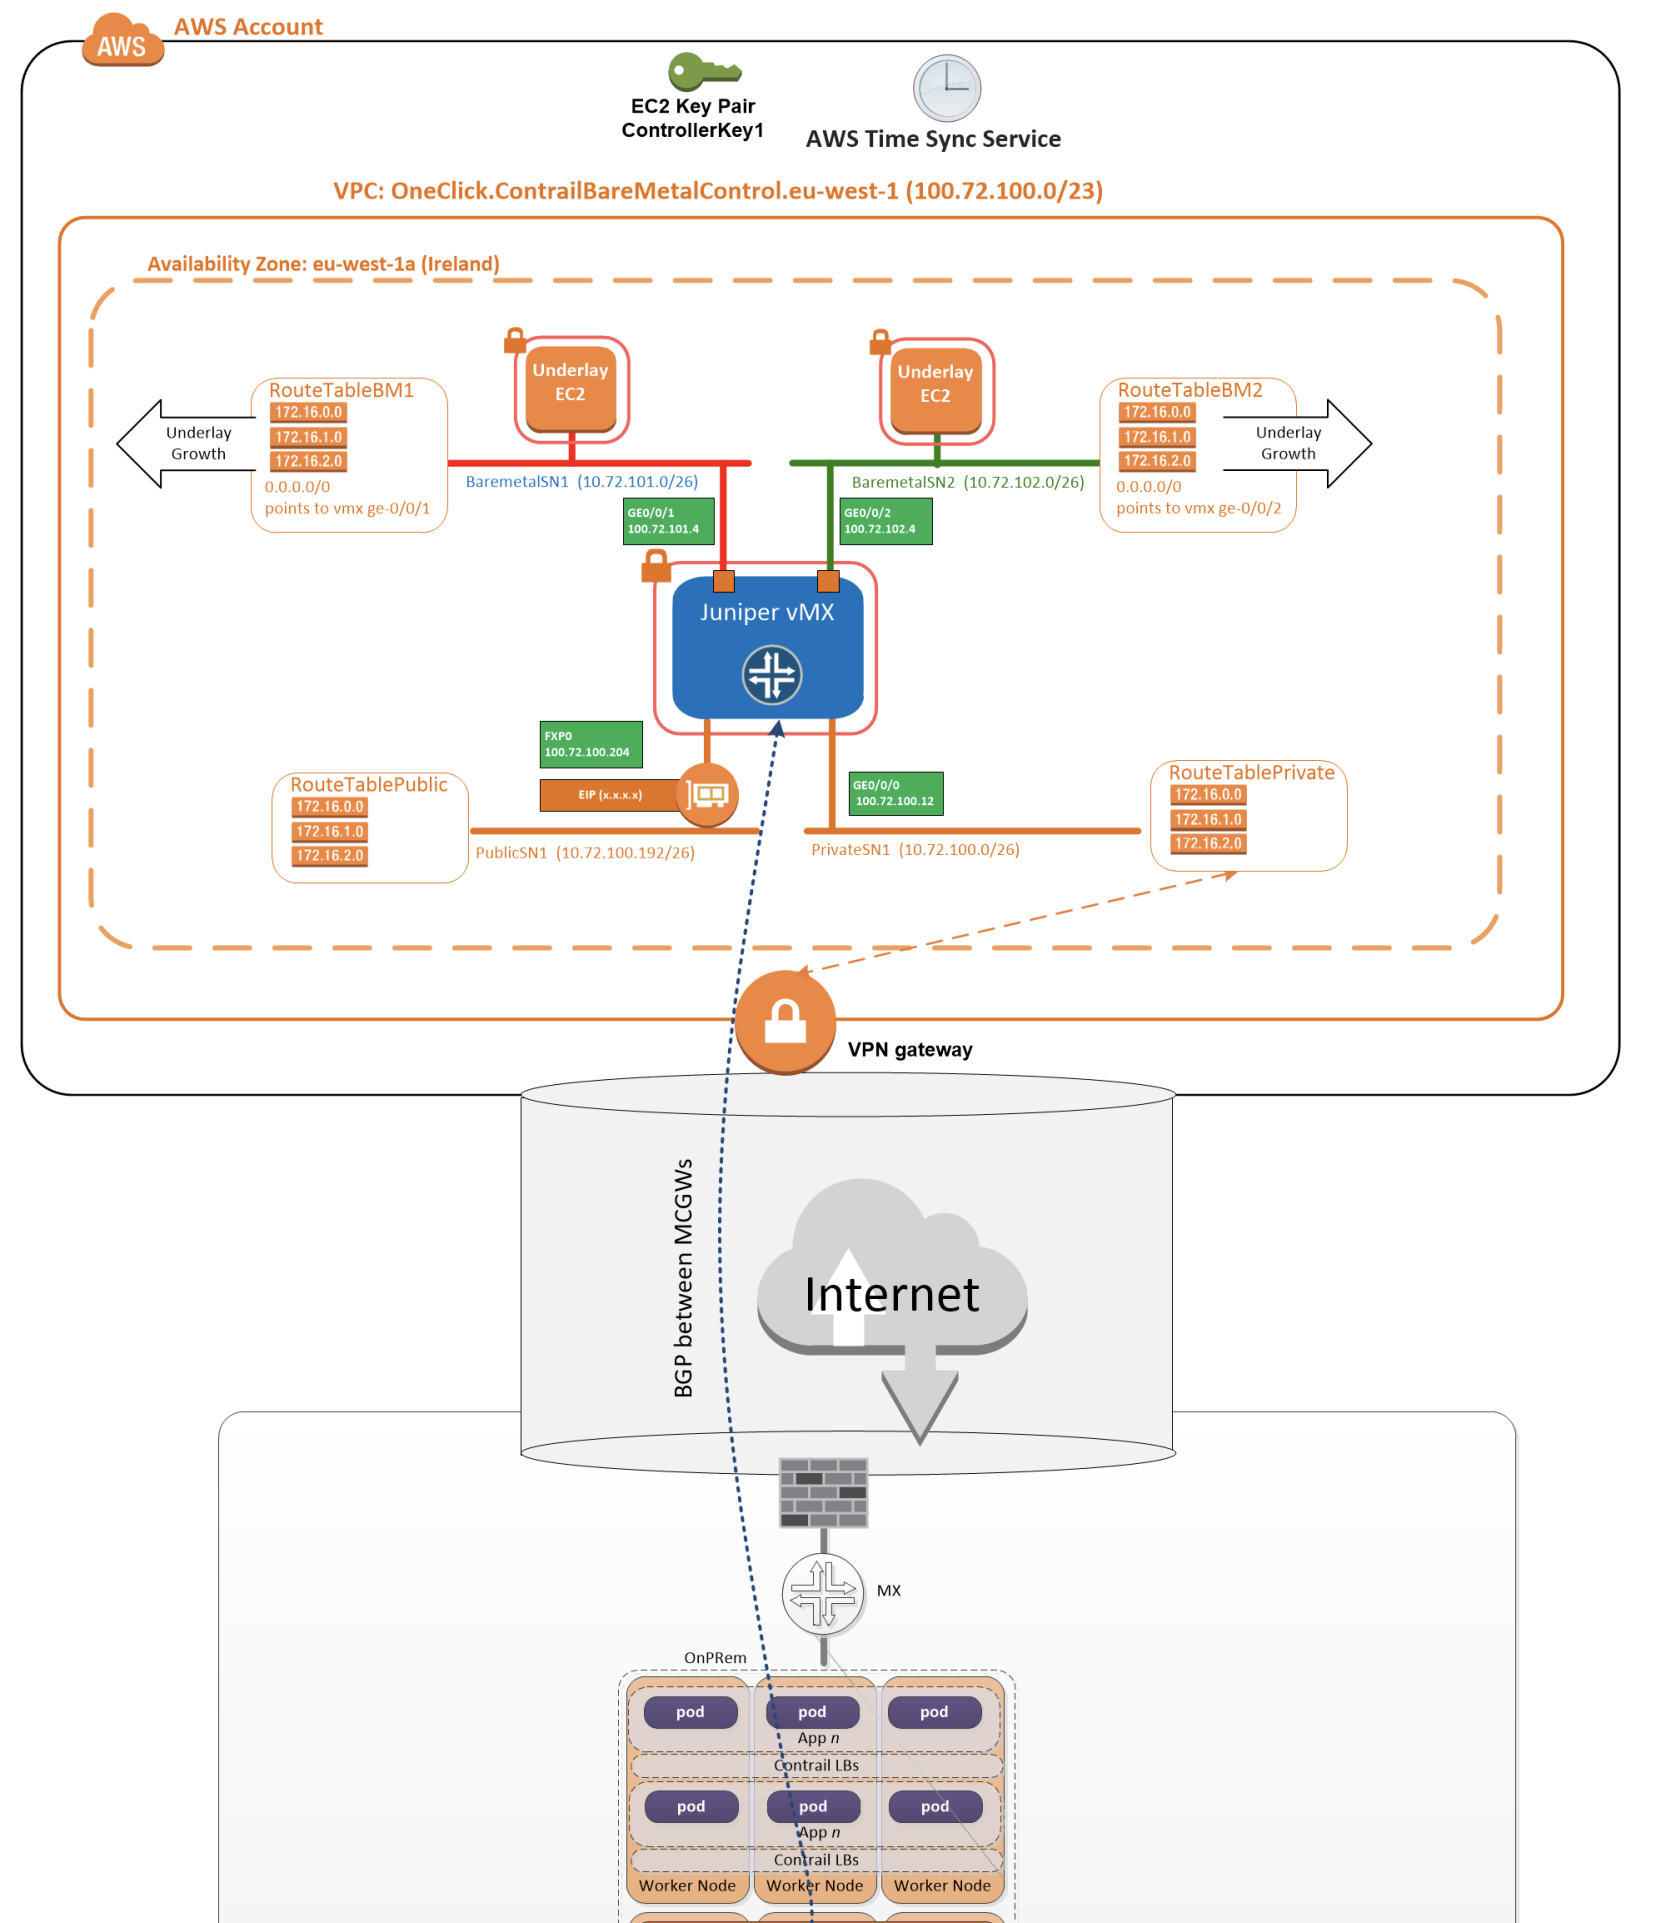 AWS
AWS Account
EC2 Key Pair
ControllerKey1
AWS Time Sync Service
VPC: OneClick.ContrailBareMetalControl.eu-west-1 (100.72.100.0/23)
Availability Zone: eu-west-1a (Ireland)
Underlay
EC2
Underlay
EC2
RouteTableBM1
172.16.0.0
172.16.1.0
172.16.2.0
0.0.0.0/0
points to vmx ge-0/0/1
Underlay
Growth
RouteTableBM2
172.16.0.0
172.16.1.0
172.16.2.0
0.0.0.0/0
points to vmx ge-0/0/2
Underlay
Growth
BaremetalSN1 (10.72.101.0/26)
BaremetalSN2 (10.72.102.0/26)
GE0/0/1
100.72.101.4
GE0/0/2
100.72.102.4
Juniper vMX
FXP0
100.72.100.204
EIP (x.x.x.x)
GE0/0/0
100.72.100.12
RouteTablePublic
172.16.0.0
172.16.1.0
172.16.2.0
PublicSN1 (10.72.100.192/26)
PrivateSN1 (10.72.100.0/26)
RouteTablePrivate
172.16.0.0
172.16.1.0
172.16.2.0
VPN gateway
BGP between MCGWs
Internet
MX
OnPRem
pod
pod
pod
App n
Contrail LBs
pod
pod
pod
App n
Contrail LBs
Worker Node
Worker Node
Worker Node